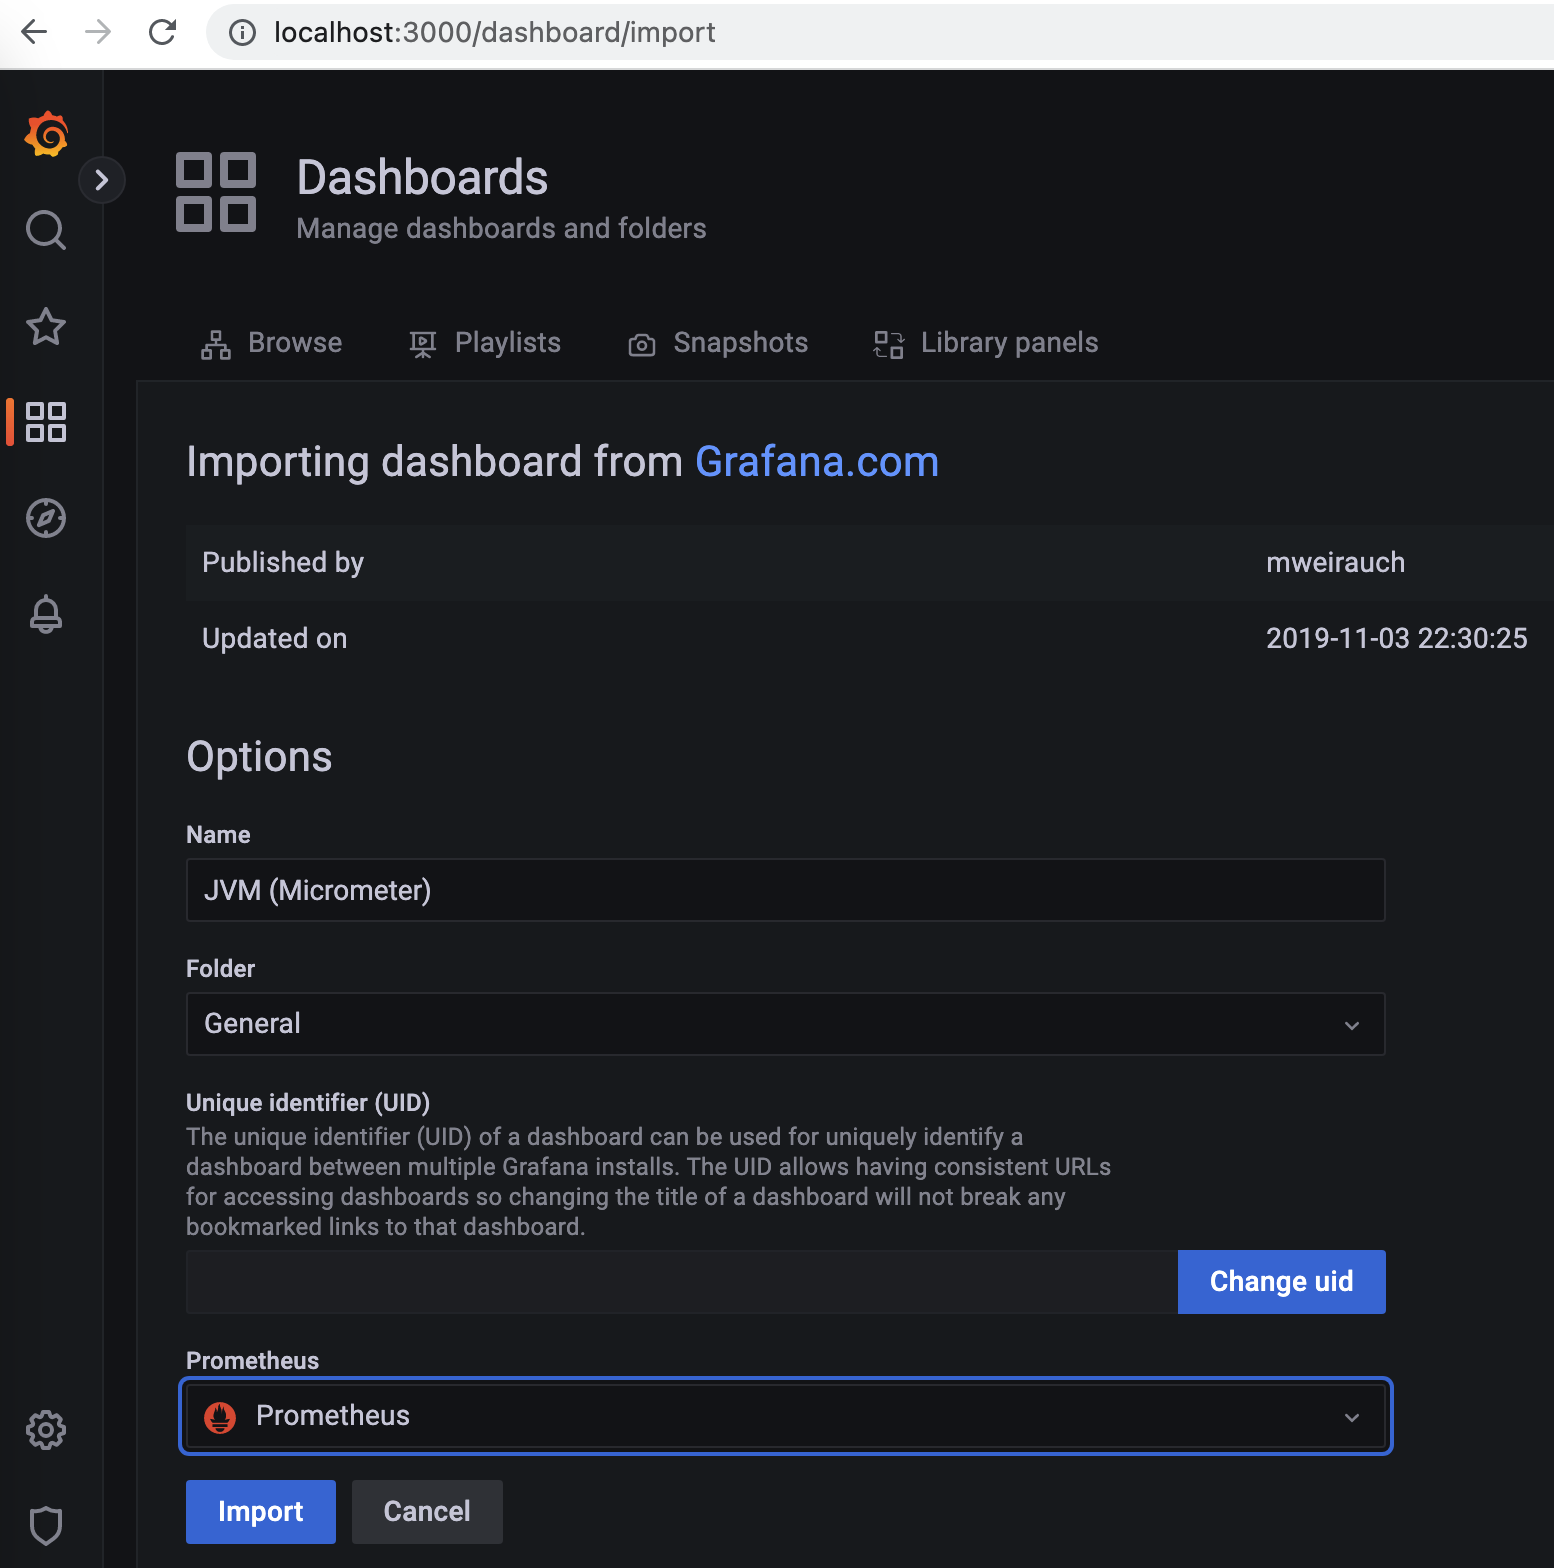 localhost:3000/dashboard/import
Dashboards
Manage dashboards and folders
Browse Playlists Snapshots Library panels
Importing dashboard from Grafana.com
Published by mweirauch
Updated on 2019-11-03 22:30:25
Options
Name
JVM (Micrometer)
Folder
General
Unique identifier (UID)
The unique identifier (UID) of a dashboard can be used for uniquely identify a
dashboard between multiple Grafana installs. The UID allows having consistent URLs
for accessing dashboards so changing the title of a dashboard will not break any
bookmarked links to that dashboard.
Change uid
Prometheus
Prometheus
Import Cancel